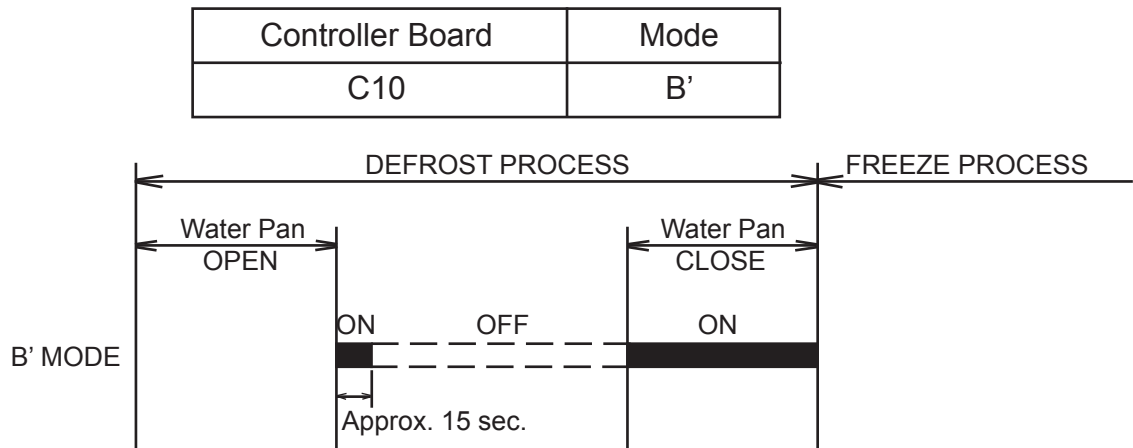 Controller Board Mode
C10 B’
DEFROST PROCESS FREEZE PROCESS
Water Pan Water Pan
OPEN CLOSE
ON OFF ON
B’ MODE
Approx. 15 sec.